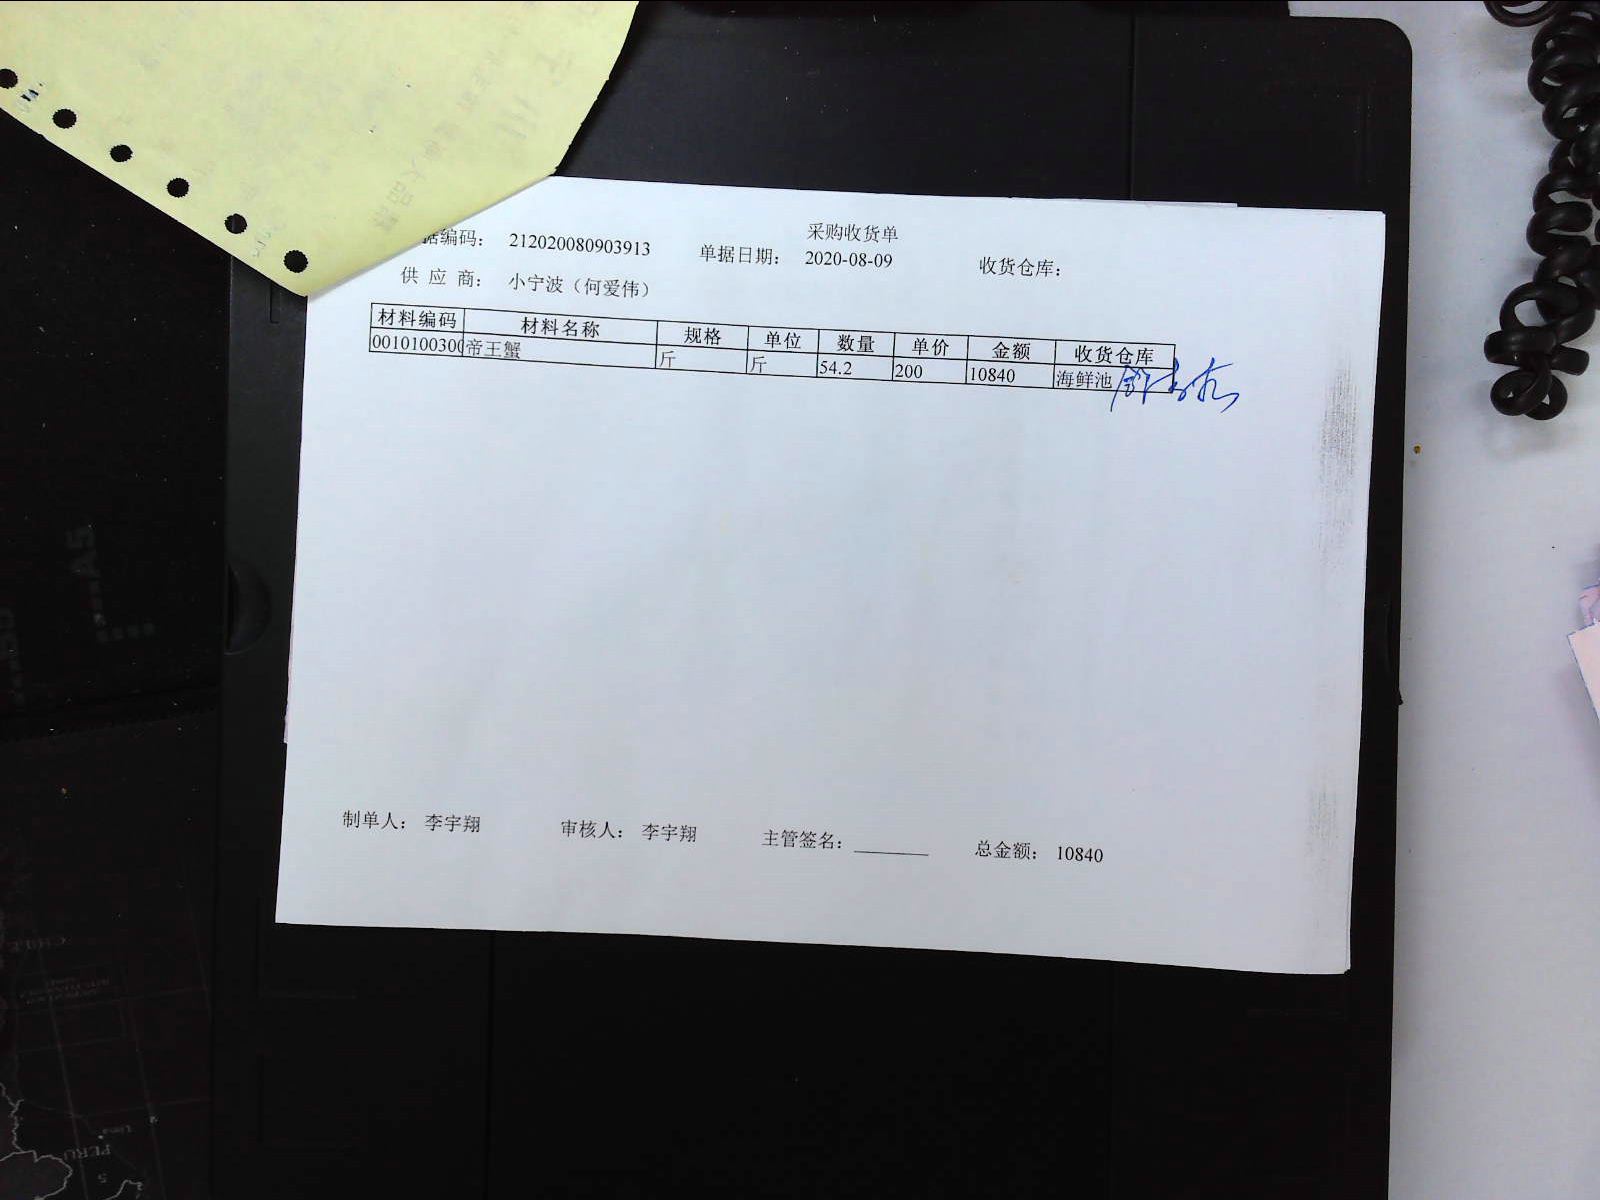 采购收货单
据编码： 212020080903913 单据日期： 2020-08-09 收货仓库：
供 应 商： 小宁波（何爱伟）
材料编码 材料名称 规格 单位 数量 单价 金额 收货仓库
0010100300 帝王蟹 斤 斤 54.2 200 10840 海鲜池
制单人： 李宇翔 审核人： 李宇翔 主管签名： 总金额： 10840
PERU
Lima